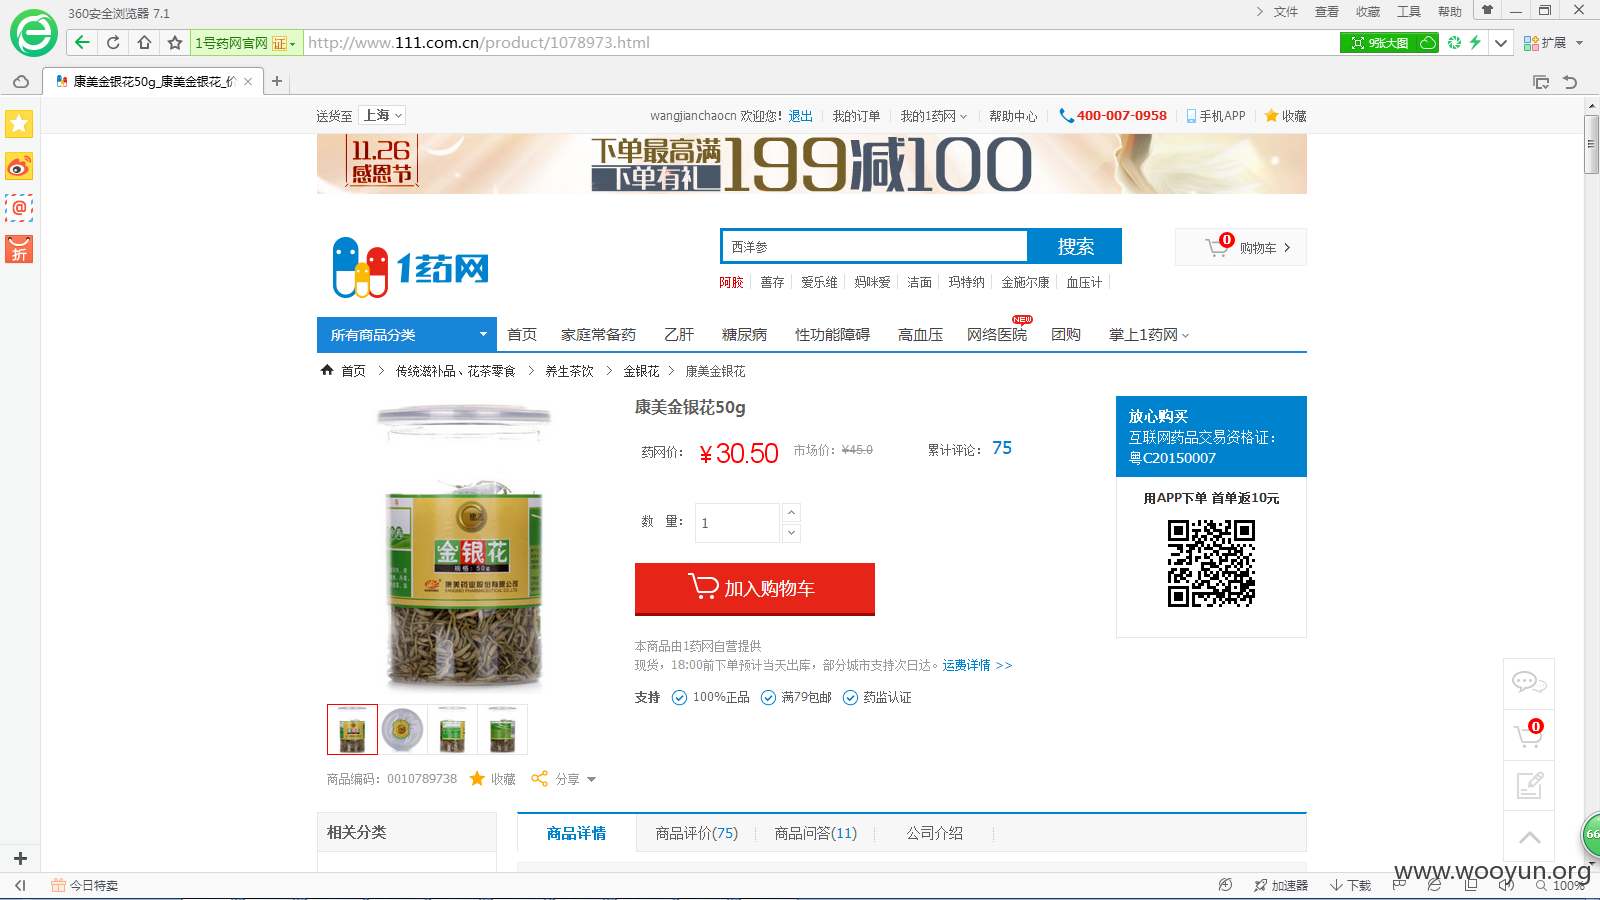 360安全浏览器 7.1
文件 查看 收藏 工具 帮助
1号药网官网 证 http://www.111.com.cn/product/1078973.html 9张大图 扩展
康美金银花50g_康美金银花_价
送货至 上海 wangjianchaocn 欢迎您! 退出 我的订单 我的1药网 帮助中心 400-007-0958 手机APP 收藏
11.26 感恩节 下单最高满 下单有礼 199减100
1药网 西洋参 搜索 0 购物车
阿胶 善存 爱乐维 妈咪爱 洁面 玛特纳 金施尔康 血压计
所有商品分类 首页 家庭常备药 乙肝 糖尿病 性功能障碍 高血压 网络医院 NEW 团购 掌上1药网
首页 > 传统滋补品、花茶零食 > 养生茶饮 > 金银花 > 康美金银花
康美金银花50g
药网价: ¥30.50 市场价: ¥45.0 累计评论: 75
数 量: 1
加入购物车
本商品由1药网自营提供
现货，18:00前下单预计当天出库，部分城市支持次日达。运费详情 >>
支持 100%正品 满79包邮 药监认证
放心购买
互联网药品交易资格证：
粤C20150007
用APP下单 首单返10元
金银花
规格：50g
康美药业股份有限公司
KANGMEI PHARMACEUTICAL CO.,LTD.
折
商品编码: 0010789738 收藏 分享
0
相关分类 商品详情 商品评价(75) 商品问答(11) 公司介绍
66
www.wooyun.org
今日特卖 加速器 下载 100%